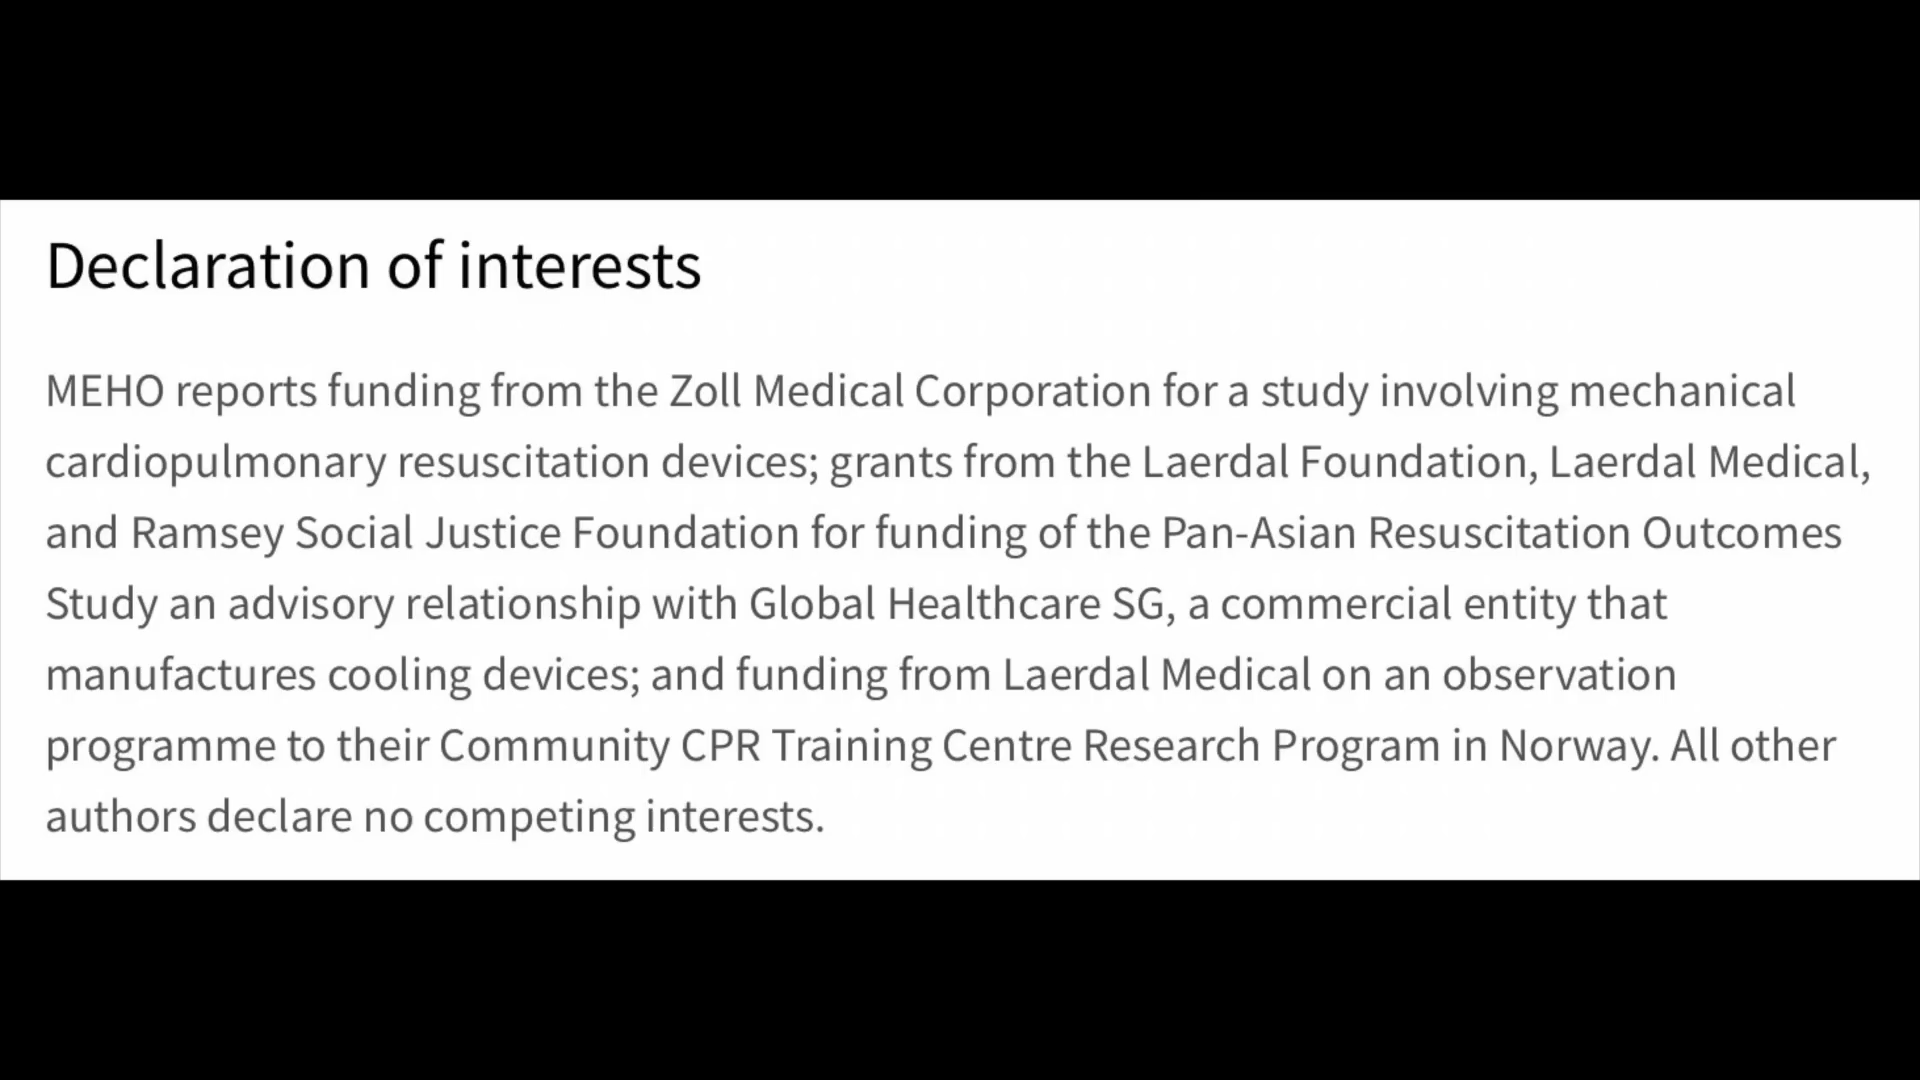 Declaration of interests
MEHO reports funding from the Zoll Medical Corporation for a study involving mechanical
cardiopulmonary resuscitation devices; grants from the Laerdal Foundation, Laerdal Medical,
and Ramsey Social Justice Foundation for funding of the Pan-Asian Resuscitation Outcomes
Study an advisory relationship with Global Healthcare SG, a commercial entity that
manufactures cooling devices; and funding from Laerdal Medical on an observation
programme to their Community CPR Training Centre Research Program in Norway. All other
authors declare no competing interests.